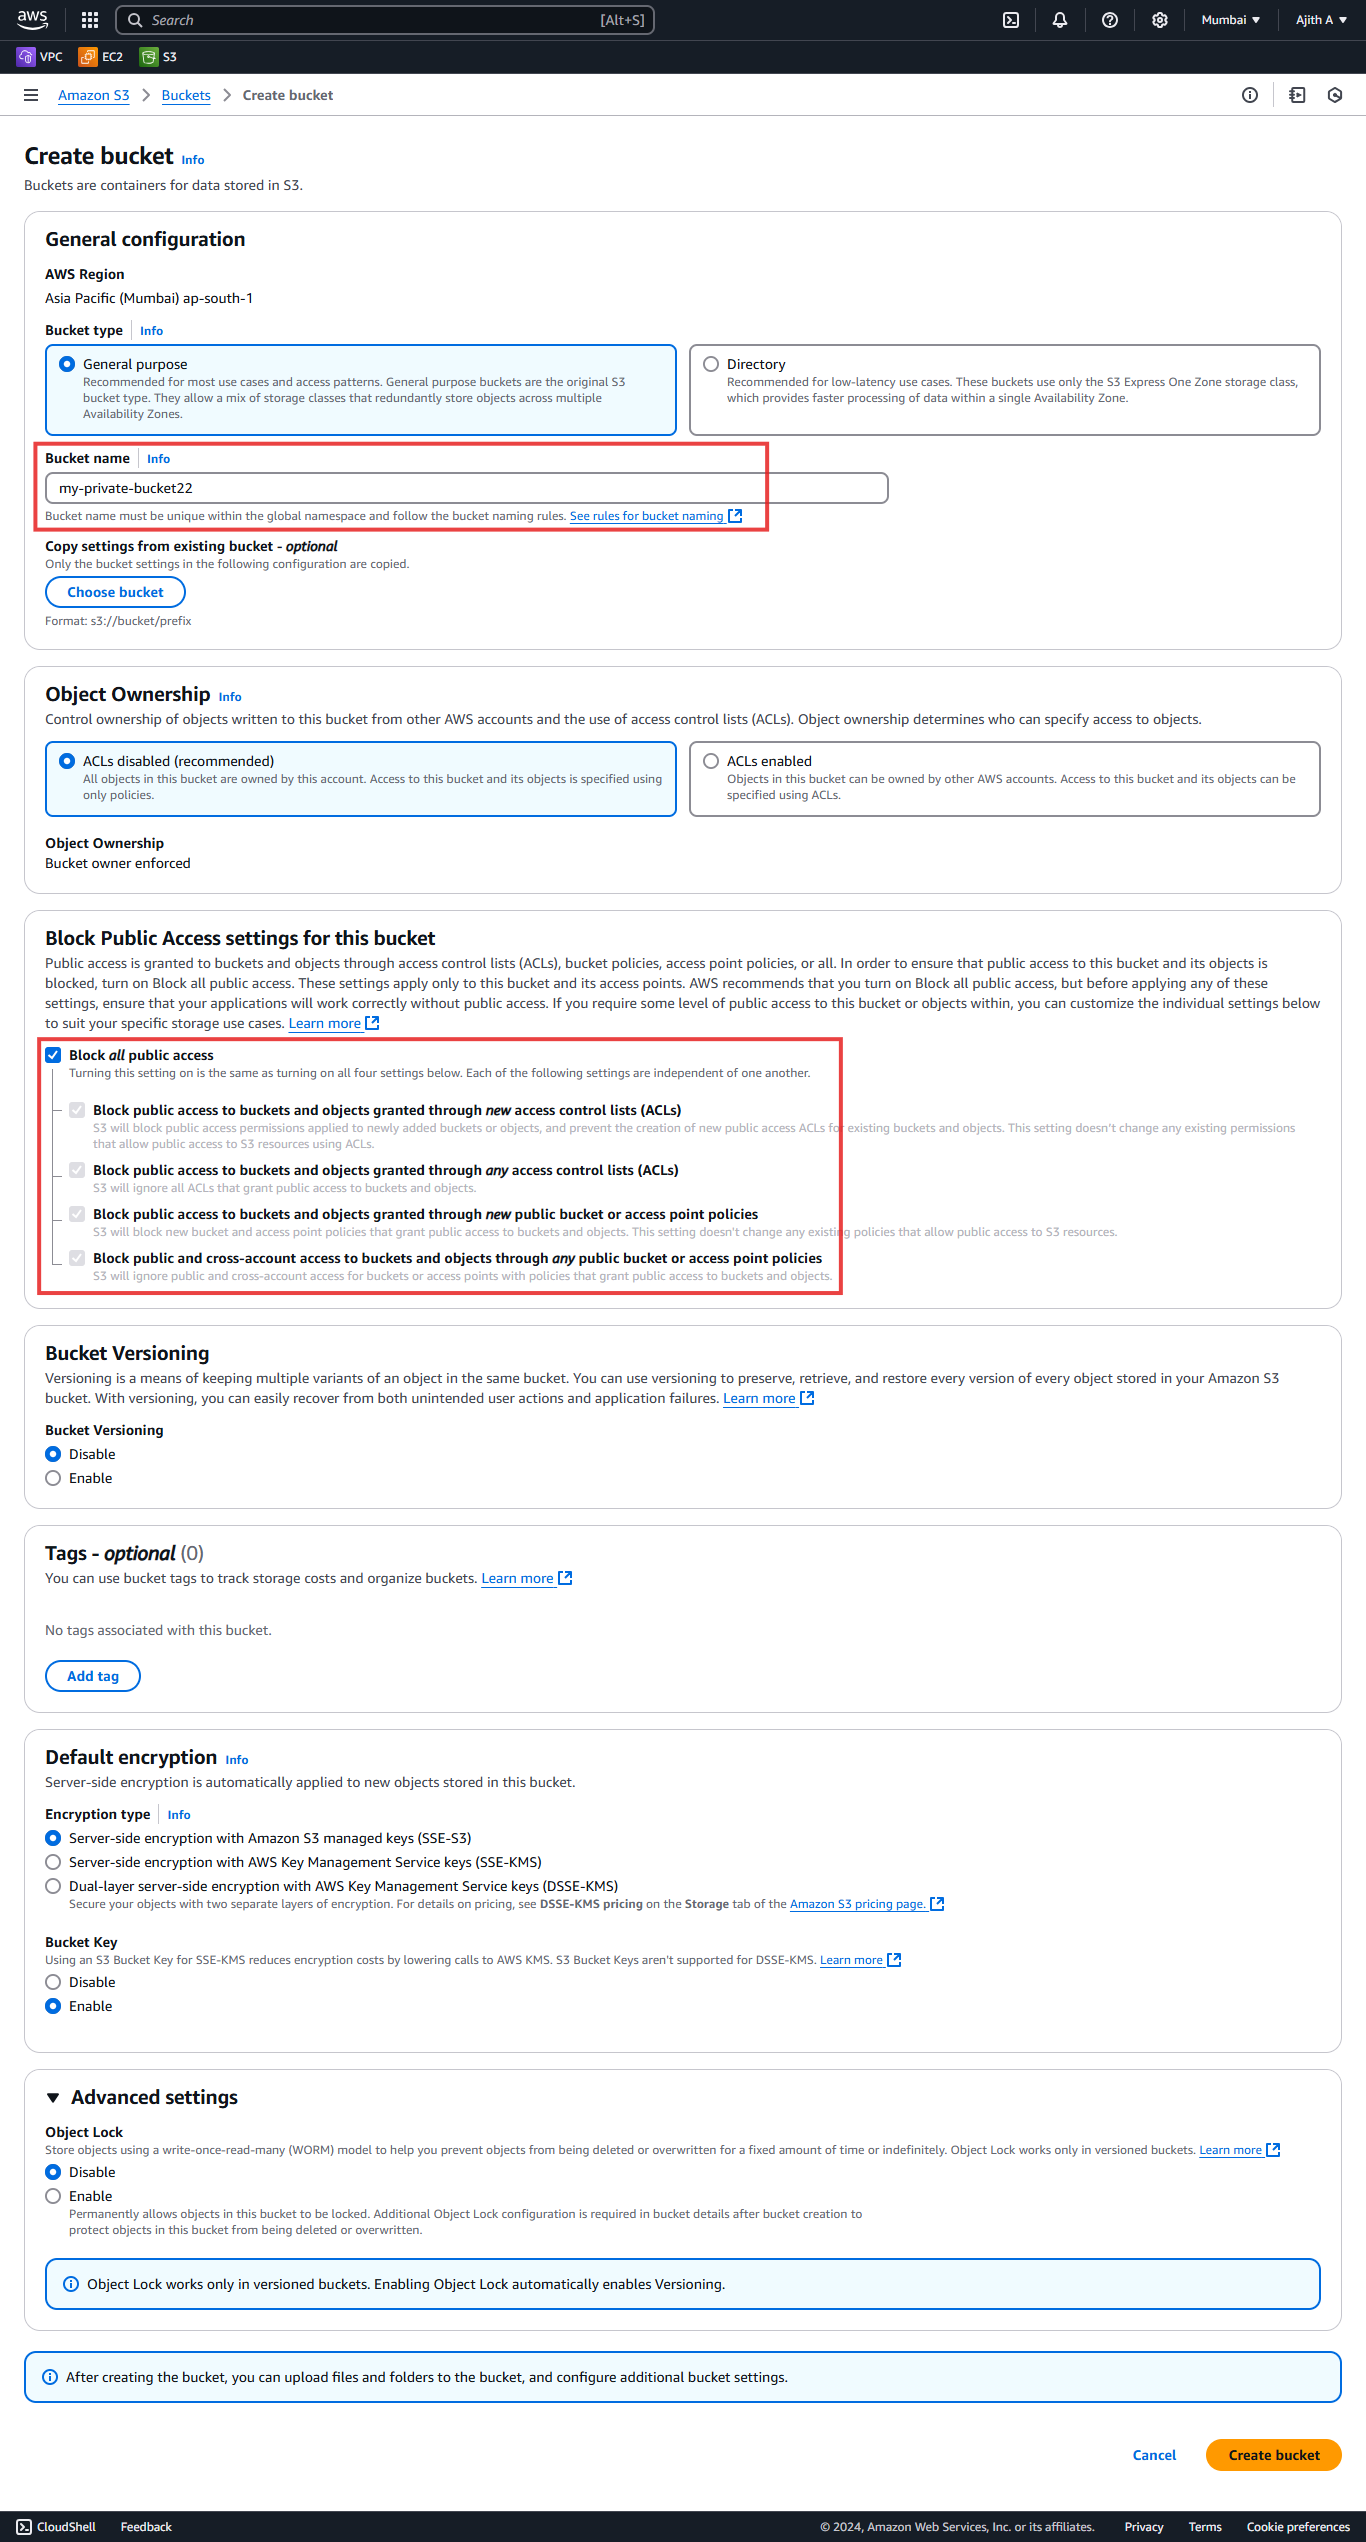 aws
Search [Alt+S]
Mumbai ▼
Ajith A ▼
VPC
EC2
S3
Amazon S3 > Buckets > Create bucket
Create bucket Info
Buckets are containers for data stored in S3.
General configuration
AWS Region
Asia Pacific (Mumbai) ap-south-1
Bucket type Info
General purpose
Recommended for most use cases and access patterns. General purpose buckets are the original S3
bucket type. They allow a mix of storage classes that redundantly store objects across multiple
Availability Zones.
Directory
Recommended for low-latency use cases. These buckets use only the S3 Express One Zone storage class,
which provides faster processing of data within a single Availability Zone.
Bucket name Info
my-private-bucket22
Bucket name must be unique within the global namespace and follow the bucket naming rules. See rules for bucket naming
Copy settings from existing bucket - optional
Only the bucket settings in the following configuration are copied.
Choose bucket
Format: s3://bucket/prefix
Object Ownership Info
Control ownership of objects written to this bucket from other AWS accounts and the use of access control lists (ACLs). Object ownership determines who can specify access to objects.
ACLs disabled (recommended)
All objects in this bucket are owned by this account. Access to this bucket and its objects is specified using
only policies.
ACLs enabled
Objects in this bucket can be owned by other AWS accounts. Access to this bucket and its objects can be
specified using ACLs.
Object Ownership
Bucket owner enforced
Block Public Access settings for this bucket
Public access is granted to buckets and objects through access control lists (ACLs), bucket policies, access point policies, or all. In order to ensure that public access to this bucket and its objects is
blocked, turn on Block all public access. These settings apply only to this bucket and its access points. AWS recommends that you turn on Block all public access, but before applying any of these
settings, ensure that your applications will work correctly without public access. If you require some level of public access to this bucket or objects within, you can customize the individual settings below
to suit your specific storage use cases. Learn more
Block all public access
Turning this setting on is the same as turning on all four settings below. Each of the following settings are independent of one another.
Block public access to buckets and objects granted through new access control lists (ACLs)
S3 will block public access permissions applied to newly added buckets or objects, and prevent the creation of new public access ACLs for existing buckets and objects. This setting doesn't change any existing permissions
that allow public access to S3 resources using ACLs.
Block public access to buckets and objects granted through any access control lists (ACLs)
S3 will ignore all ACLs that grant public access to buckets and objects.
Block public access to buckets and objects granted through new public bucket or access point policies
S3 will block new bucket and access point policies that grant public access to buckets and objects. This setting doesn't change any existing policies that allow public access to S3 resources.
Block public and cross-account access to buckets and objects through any public bucket or access point policies
S3 will ignore public and cross-account access for buckets or access points with policies that grant public access to buckets and objects.
Bucket Versioning
Versioning is a means of keeping multiple variants of an object in the same bucket. You can use versioning to preserve, retrieve, and restore every version of every object stored in your Amazon S3
bucket. With versioning, you can easily recover from both unintended user actions and application failures. Learn more
Bucket Versioning
Disable
Enable
Tags - optional (0)
You can use bucket tags to track storage costs and organize buckets. Learn more
No tags associated with this bucket.
Add tag
Default encryption Info
Server-side encryption is automatically applied to new objects stored in this bucket.
Encryption type Info
Server-side encryption with Amazon S3 managed keys (SSE-S3)
Server-side encryption with AWS Key Management Service keys (SSE-KMS)
Dual-layer server-side encryption with AWS Key Management Service keys (DSSE-KMS)
Secure your objects with two separate layers of encryption. For details on pricing, see DSSE-KMS pricing on the Storage tab of the Amazon S3 pricing page.
Bucket Key
Using an S3 Bucket Key for SSE-KMS reduces encryption costs by lowering calls to AWS KMS. S3 Bucket Keys aren't supported for DSSE-KMS. Learn more
Disable
Enable
▼ Advanced settings
Object Lock
Store objects using a write-once-read-many (WORM) model to help you prevent objects from being deleted or overwritten for a fixed amount of time or indefinitely. Object Lock works only in versioned buckets. Learn more
Disable
Enable
Permanently allows objects in this bucket to be locked. Additional Object Lock configuration is required in bucket details after bucket creation to
protect objects in this bucket from being deleted or overwritten.
Object Lock works only in versioned buckets. Enabling Object Lock automatically enables Versioning.
After creating the bucket, you can upload files and folders to the bucket, and configure additional bucket settings.
Cancel
Create bucket
CloudShell
Feedback
© 2024, Amazon Web Services, Inc. or its affiliates.
Privacy
Terms
Cookie preferences